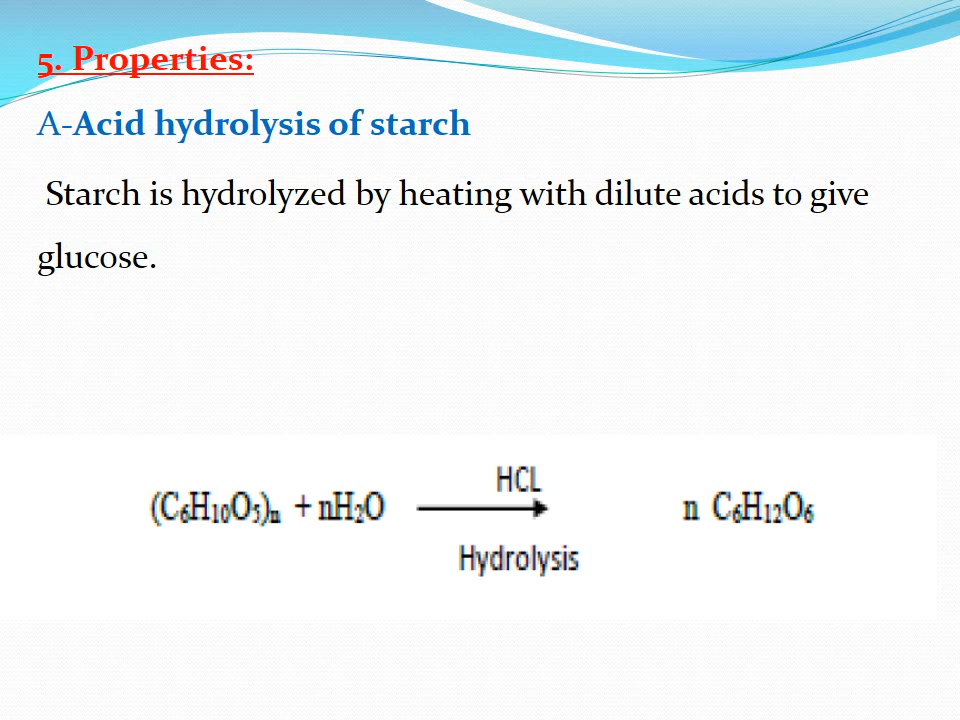 5. Properties:
A-Acid hydrolysis of starch
Starch is hydrolyzed by heating with dilute acids to give
glucose.
HCL
(C₆H₁₀O₅)ₙ + nH₂O n C₆H₁₂O₆
Hydrolysis